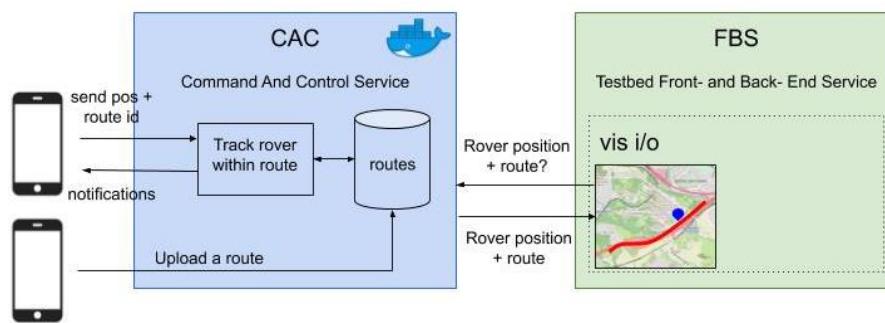 CAC
Command And Control Service
send pos +
route id
Track rover
within route
routes
notifications
Upload a route
Rover position
+ route?
Rover position
+ route
FBS
Testbed Front- and Back- End Service
vis i/o